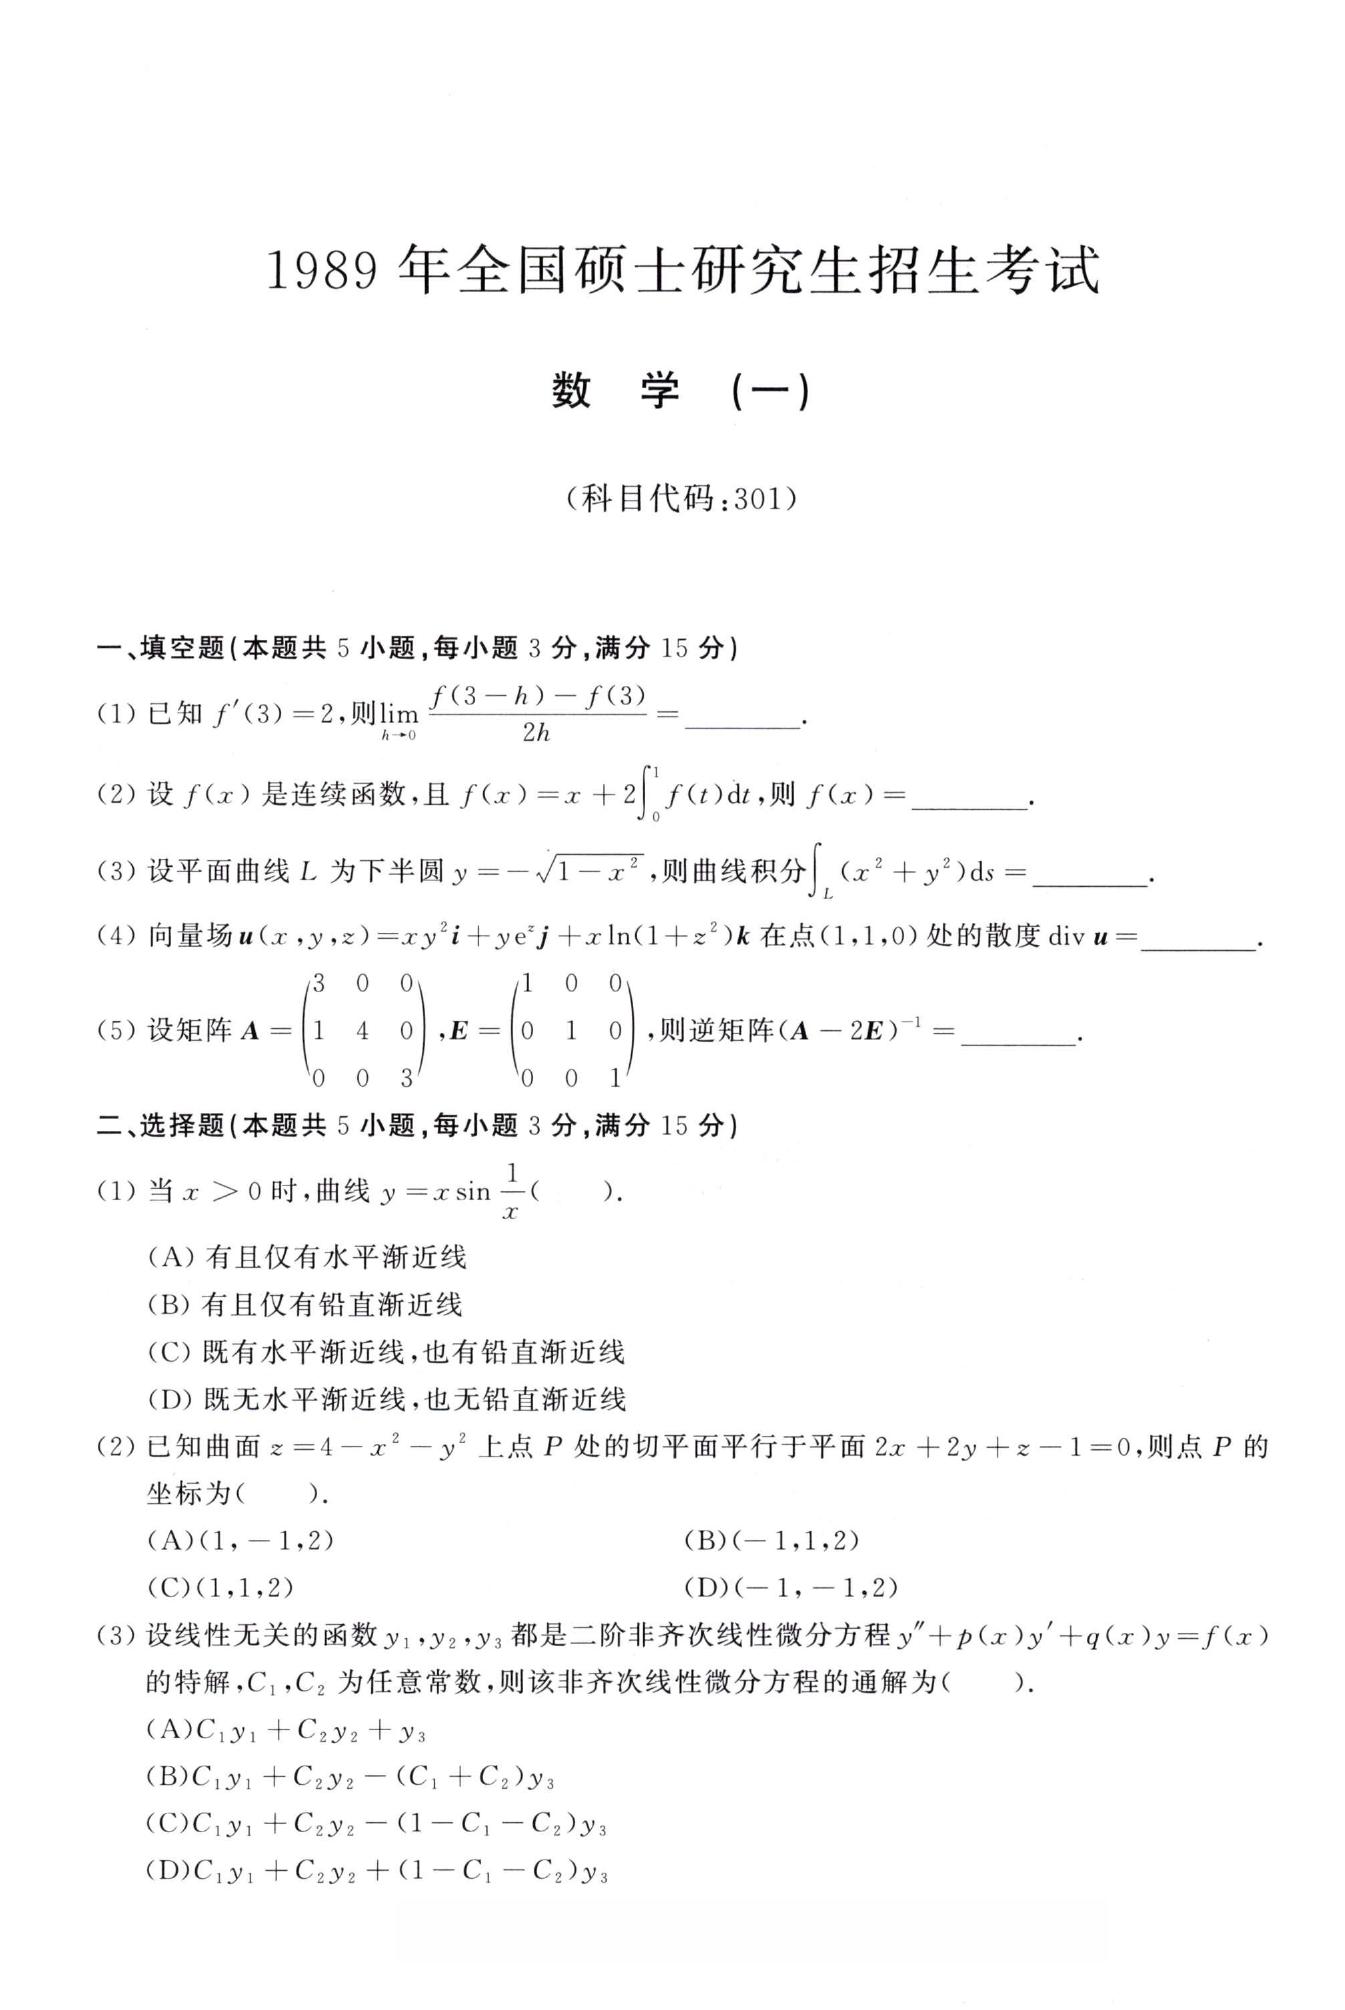 1989 年全国硕士研究生招生考试
数 学 (一)
(科目代码:301)
一、填空题(本题共 5 小题,每小题 3 分,满分 15 分)
(1) 已知 $f'(3)=2$,则$\lim_{h\to 0}\frac{f(3-h)-f(3)}{2h}=$________.
(2) 设 $f(x)$ 是连续函数,且 $f(x)=x+2\int_0^1 f(t)\mathrm{d}t$,则 $f(x)=$________.
(3) 设平面曲线 $L$ 为下半圆 $y=-\sqrt{1-x^2}$,则曲线积分$\int_L (x^2+y^2)\mathrm{d}s=$________.
(4) 向量场$\boldsymbol{u}(x,y,z)=xy^2\boldsymbol{i}+y\mathrm{e}^z\boldsymbol{j}+x\ln(1+z^2)\boldsymbol{k}$ 在点$(1,1,0)$ 处的散度 $\mathrm{div}\,\boldsymbol{u}=$________.
(5) 设矩阵 $\boldsymbol{A}=\begin{pmatrix}3&0&0\\1&4&0\\0&0&3\end{pmatrix},\boldsymbol{E}=\begin{pmatrix}1&0&0\\0&1&0\\0&0&1\end{pmatrix}$,则逆矩阵$(\boldsymbol{A}-2\boldsymbol{E})^{-1}=$________.
二、选择题(本题共 5 小题,每小题 3 分,满分 15 分)
(1) 当 $x>0$ 时,曲线 $y=x\sin\frac{1}{x}$( ).
(A) 有且仅有水平渐近线
(B) 有且仅有铅直渐近线
(C) 既有水平渐近线,也有铅直渐近线
(D) 既无水平渐近线,也无铅直渐近线
(2) 已知曲面 $z=4-x^2-y^2$ 上点 $P$ 处的切平面平行于平面 $2x+2y+z-1=0$,则点 $P$ 的
坐标为( ).
(A)$(1,-1,2)$ (B)$(-1,1,2)$
(C)$(1,1,2)$ (D)$(-1,-1,2)$
(3) 设线性无关的函数 $y_1,y_2,y_3$ 都是二阶非齐次线性微分方程 $y''+p(x)y'+q(x)y=f(x)$
的特解,$C_1,C_2$ 为任意常数,则该非齐次线性微分方程的通解为( ).
(A)$C_1y_1+C_2y_2+y_3$
(B)$C_1y_1+C_2y_2-(C_1+C_2)y_3$
(C)$C_1y_1+C_2y_2-(1-C_1-C_2)y_3$
(D)$C_1y_1+C_2y_2+(1-C_1-C_2)y_3$